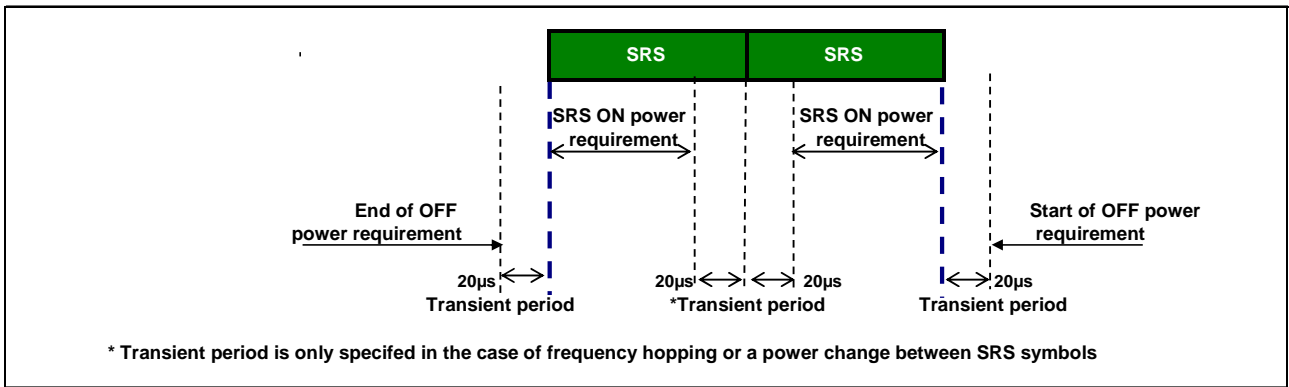 SRS SRS
SRS ON power requirement
SRS ON power requirement
End of OFF power requirement
Start of OFF power requirement
20µs 20µs 20µs 20µs
Transient period *Transient period Transient period
* Transient period is only specifed in the case of frequency hopping or a power change between SRS symbols